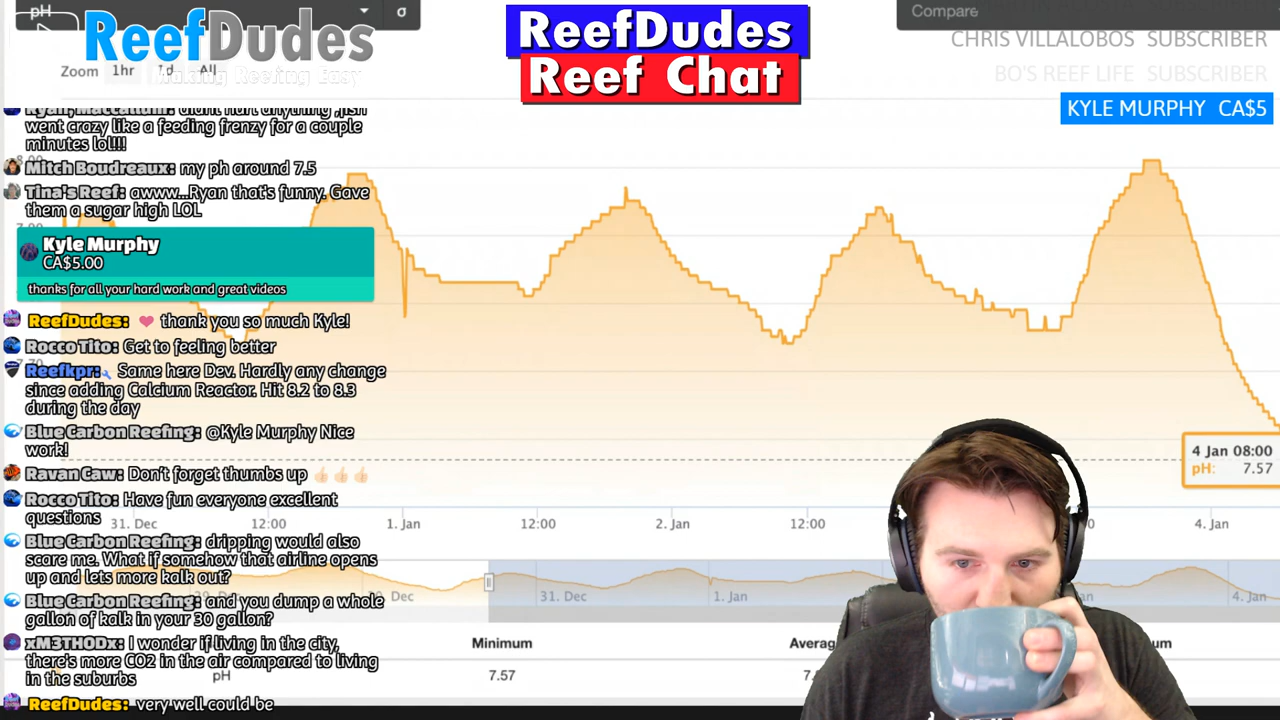 pH
σ
Compare
ReefDudes
Making Reefing Easy
ReefDudes
Reef Chat
CHRIS VILLALOBOS SUBSCRIBER
BO'S REEF LIFE SUBSCRIBER
KYLE MURPHY CA$5
Zoom 1hr 1d All
went crazy like a feeding frenzy for a couple
minutes lol!!!
8.00
Mitch Boudreaux: my ph around 7.5
Tina's Reef: awww...Ryan that's funny. Gave
them a sugar high LOL
Kyle Murphy
CA$5.00
thanks for all your hard work and great videos
ReefDudes: ❤ thank you so much Kyle!
Rocco Tito: Get to feeling better
Reefkpr: Same here Dev. Hardly any change
since adding Calcium Reactor. Hit 8.2 to 8.3
during the day
Blue Carbon Reefing: @Kyle Murphy Nice
work!
Ravan Caw: Don't forget thumbs up 👍🏻👍🏻👍🏻
Rocco Tito: Have fun everyone excellent
questions
Blue Carbon Reefing: dripping would also
scare me. What if somehow that airline opens
up and lets more kalk out?
Blue Carbon Reefing: and you dump a whole
gallon of kalk in your 30 gallon?
xM3THODx: I wonder if living in the city,
there's more CO2 in the air compared to living
in the suburbs
ReefDudes: very well could be
4 Jan 08:00
pH: 7.57
31. Dec 12:00 1. Jan 12:00 2. Jan 12:00 4. Jan
31. Dec 1. Jan 4. Jan
Minimum
pH 7.57